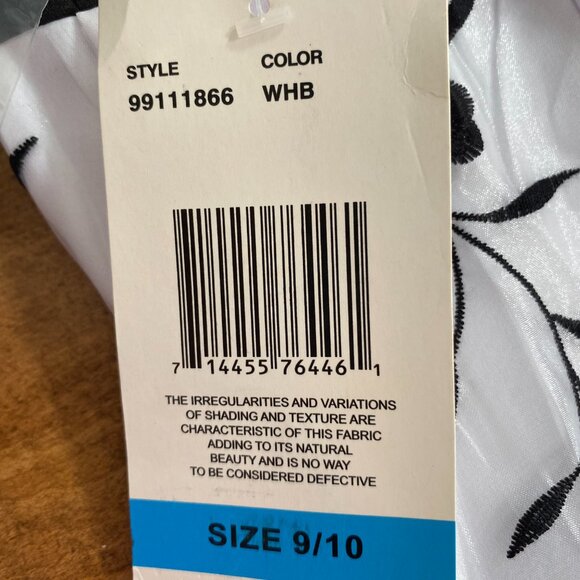 STYLE COLOR
99111866 WHB
7 14455 76446 1
THE IRREGULARITIES AND VARIATIONS
OF SHADING AND TEXTURE ARE
CHARACTERISTIC OF THIS FABRIC
ADDING TO ITS NATURAL
BEAUTY AND IS NO WAY
TO BE CONSIDERED DEFECTIVE
SIZE 9/10